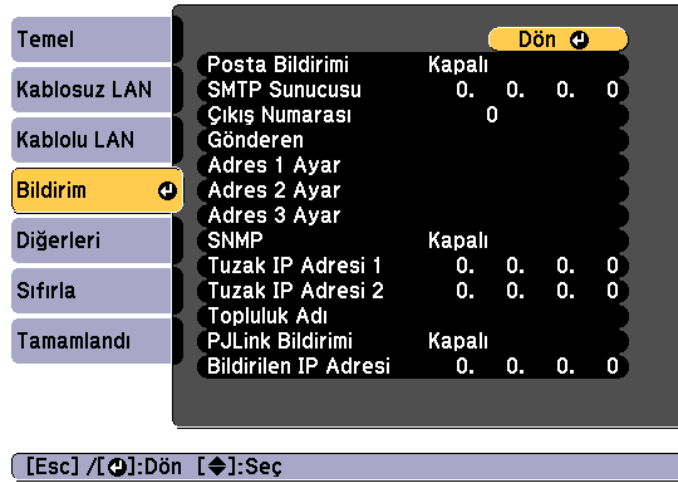 Temel
Kablosuz LAN
Kablolu LAN
Bildirim
Diğerleri
Sıfırla
Tamamlandı
Dön
Posta Bildirimi Kapalı
SMTP Sunucusu 0. 0. 0. 0
Çıkış Numarası 0
Gönderen
Adres 1 Ayar
Adres 2 Ayar
Adres 3 Ayar
SNMP Kapalı
Tuzak IP Adresi 1 0. 0. 0. 0
Tuzak IP Adresi 2 0. 0. 0. 0
Topluluk Adı
PJLink Bildirimi Kapalı
Bildirilen IP Adresi 0. 0. 0. 0
[Esc] /[⏎]:Dön [◆]:Seç